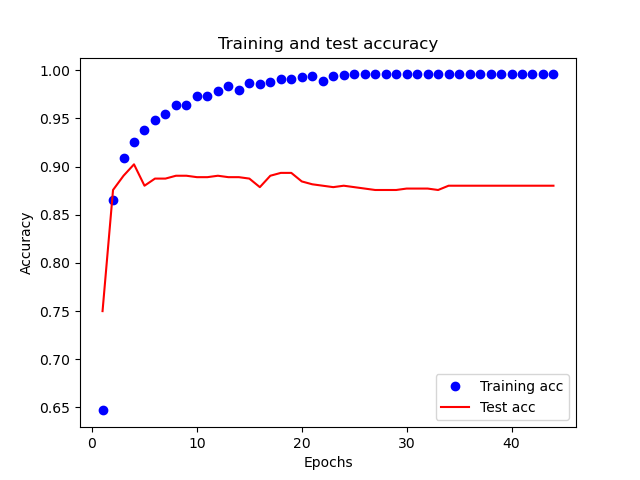 Training and test accuracy
1.00
0.95
0.90
0.85
0.80
0.75
0.70
0.65
Accuracy
0 10 20 30 40
Epochs
Training acc
Test acc